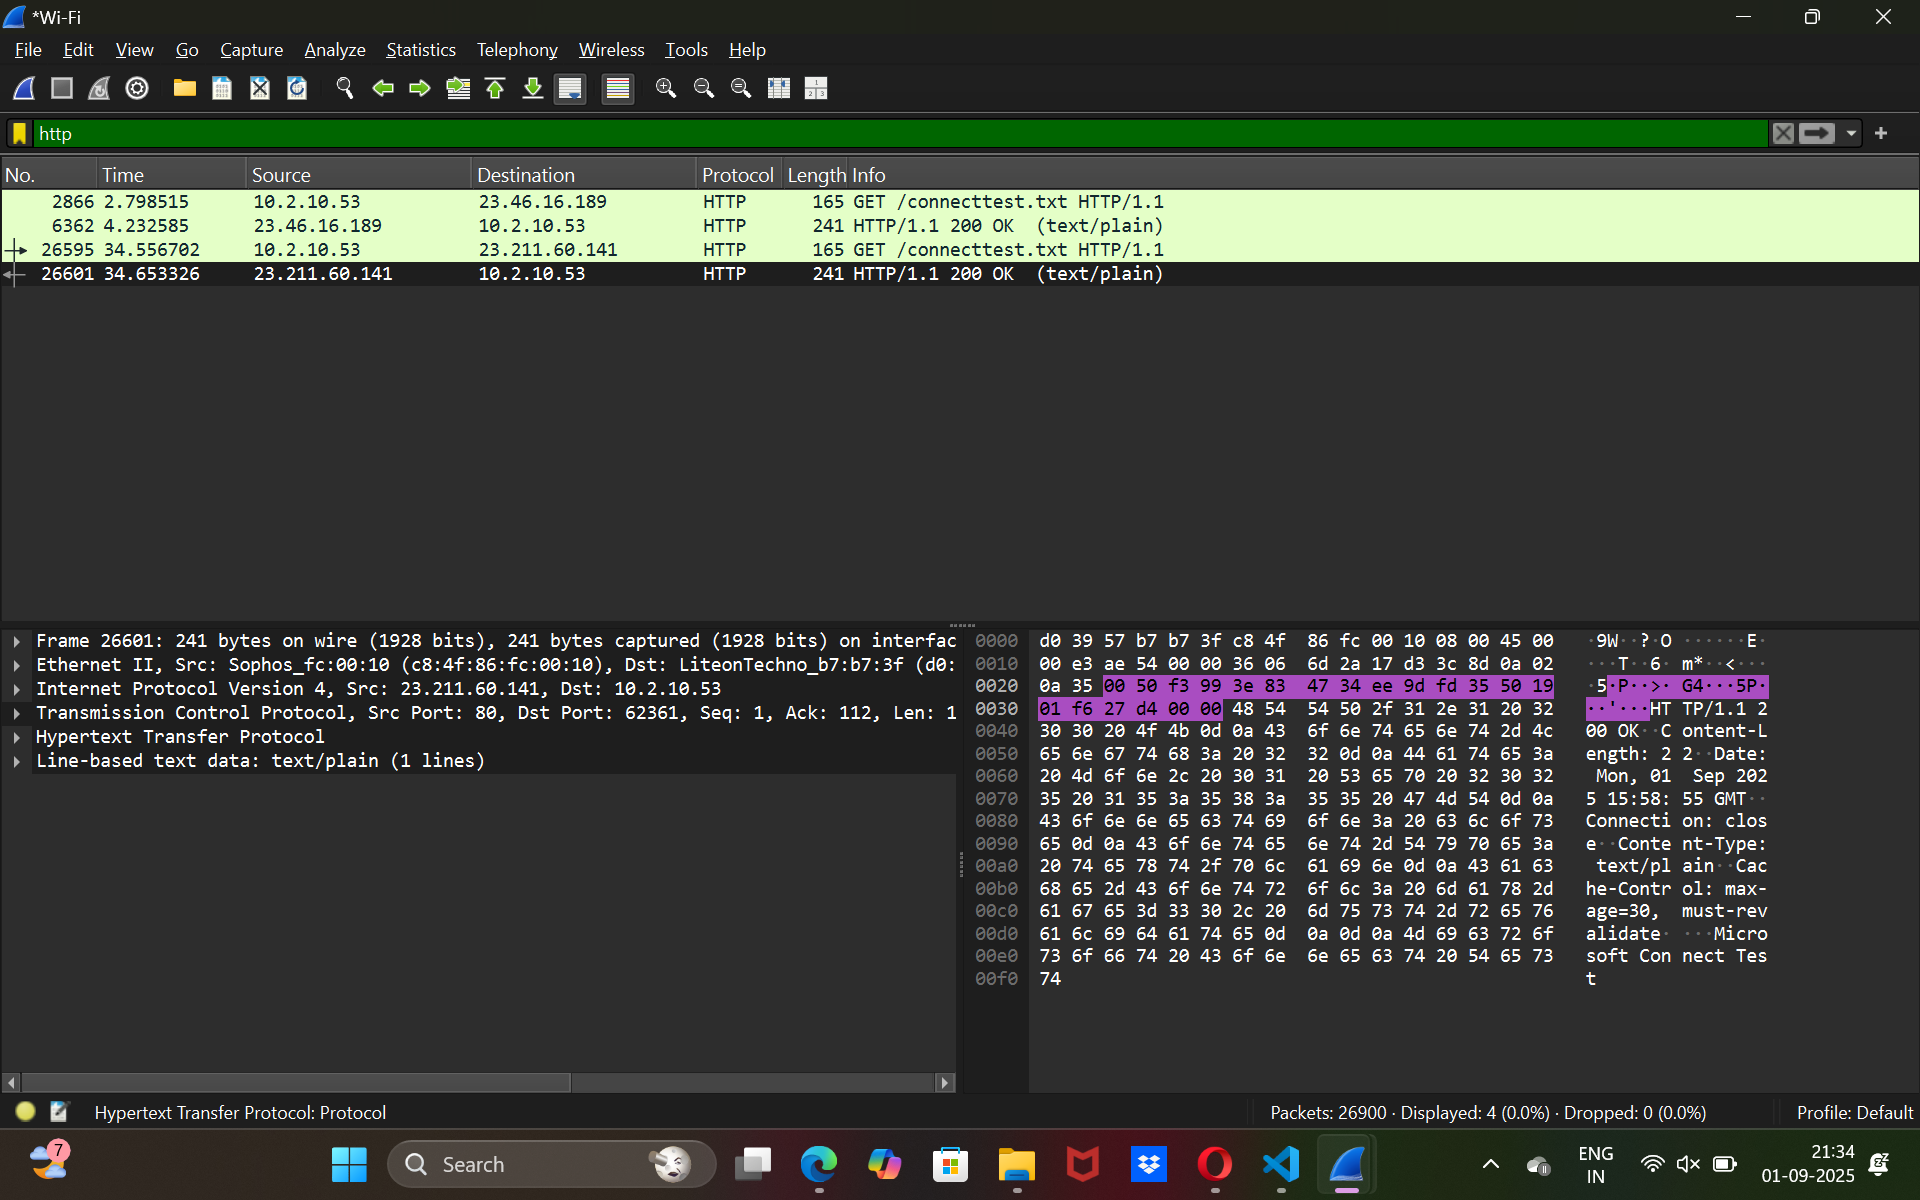 *Wi-Fi
File Edit View Go Capture Analyze Statistics Telephony Wireless Tools Help
http
No. Time Source Destination Protocol Length Info
2866 2.798515 10.2.10.53 23.46.16.189 HTTP 165 GET /connecttest.txt HTTP/1.1
6362 4.232585 23.46.16.189 10.2.10.53 HTTP 241 HTTP/1.1 200 OK (text/plain)
26595 34.556702 10.2.10.53 23.211.60.141 HTTP 165 GET /connecttest.txt HTTP/1.1
26601 34.653326 23.211.60.141 10.2.10.53 HTTP 241 HTTP/1.1 200 OK (text/plain)
Frame 26601: 241 bytes on wire (1928 bits), 241 bytes captured (1928 bits) on interfac
Ethernet II, Src: Sophos_fc:00:10 (c8:4f:86:fc:00:10), Dst: LiteonTechno_b7:b7:3f (d0:
Internet Protocol Version 4, Src: 23.211.60.141, Dst: 10.2.10.53
Transmission Control Protocol, Src Port: 80, Dst Port: 62361, Seq: 1, Ack: 112, Len: 1
Hypertext Transfer Protocol
Line-based text data: text/plain (1 lines)
0000 d0 39 57 b7 b7 3f c8 4f 86 fc 00 10 08 00 45 00 ·9W··?·O ······E·
0010 00 e3 ae 54 00 00 36 06 6d 2a 17 d3 3c 8d 0a 02 ···T··6· m*··<···
0020 0a 35 00 50 f3 99 3e 83 47 34 ee 9d fd 35 50 19 ·5·P··>· G4···5P·
0030 01 f6 27 d4 00 00 48 54 54 50 2f 31 2e 31 20 32 ··'···HT TP/1.1 2
0040 30 30 20 4f 4b 0d 0a 43 6f 6e 74 65 6e 74 2d 4c 00 OK··C ontent-L
0050 65 6e 67 74 68 3a 20 32 32 0d 0a 44 61 74 65 3a ength: 2 2··Date:
0060 20 4d 6f 6e 2c 20 30 31 20 53 65 70 20 32 30 32 Mon, 01 Sep 202
0070 35 20 31 35 3a 35 38 3a 35 35 20 47 4d 54 0d 0a 5 15:58: 55 GMT··
0080 43 6f 6e 6e 65 63 74 69 6f 6e 3a 20 63 6c 6f 73 Connecti on: clos
0090 65 0d 0a 43 6f 6e 74 65 6e 74 2d 54 79 70 65 3a e··Conte nt-Type:
00a0 20 74 65 78 74 2f 70 6c 61 69 6e 0d 0a 43 61 63 text/pl ain··Cac
00b0 68 65 2d 43 6f 6e 74 72 6f 6c 3a 20 6d 61 78 2d he-Contr ol: max-
00c0 61 67 65 3d 33 30 2c 20 6d 75 73 74 2d 72 65 76 age=30, must-rev
00d0 61 6c 69 64 61 74 65 0d 0a 0d 0a 4d 69 63 72 6f alidate· ···Micro
00e0 73 6f 66 74 20 43 6f 6e 6e 65 63 74 20 54 65 73 soft Con nect Tes
00f0 74 t
Hypertext Transfer Protocol: Protocol
Packets: 26900 · Displayed: 4 (0.0%) · Dropped: 0 (0.0%)
Profile: Default
7
Search
ENG
IN
21:34
01-09-2025